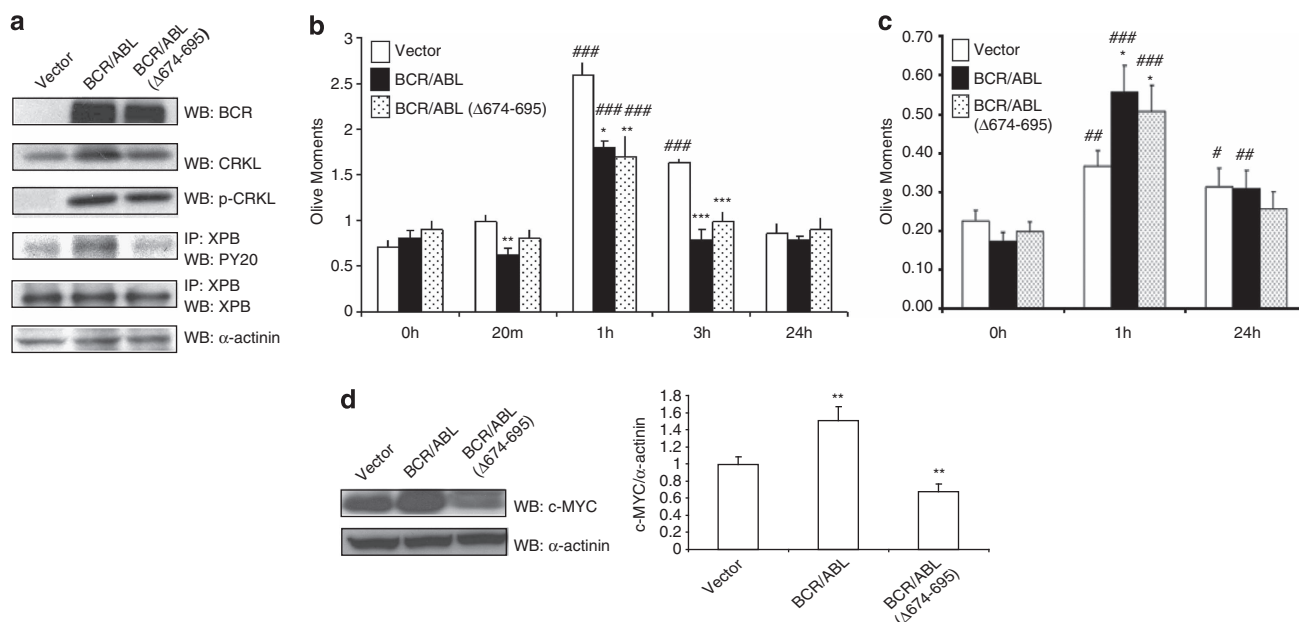 a
Vector
BCR/ABL
BCR/ABL
(Δ674-695)
WB: BCR
WB: CRKL
WB: p-CRKL
IP: XPB
WB: PY20
IP: XPB
WB: XPB
WB: α-actinin
b
Olive Moments
3
2.5
2
1.5
1
0.5
0
Vector
BCR/ABL
BCR/ABL (Δ674-695)
**
###
###
###
*
**
###
***
***
0h
20m
1h
3h
24h
c
Olive Moments
0.70
0.60
0.50
0.40
0.30
0.20
0.10
0.00
Vector
BCR/ABL
BCR/ABL
(Δ674-695)
##
###
*
###
*
#
##
0h
1h
24h
d
Vector
BCR/ABL
BCR/ABL
(Δ674-695)
WB: c-MYC
WB: α-actinin
c-MYC/α-actinin
1.8
1.6
1.4
1.2
1
0.8
0.6
0.4
0.2
0
**
**
Vector
BCR/ABL
BCR/ABL
(Δ674-695)